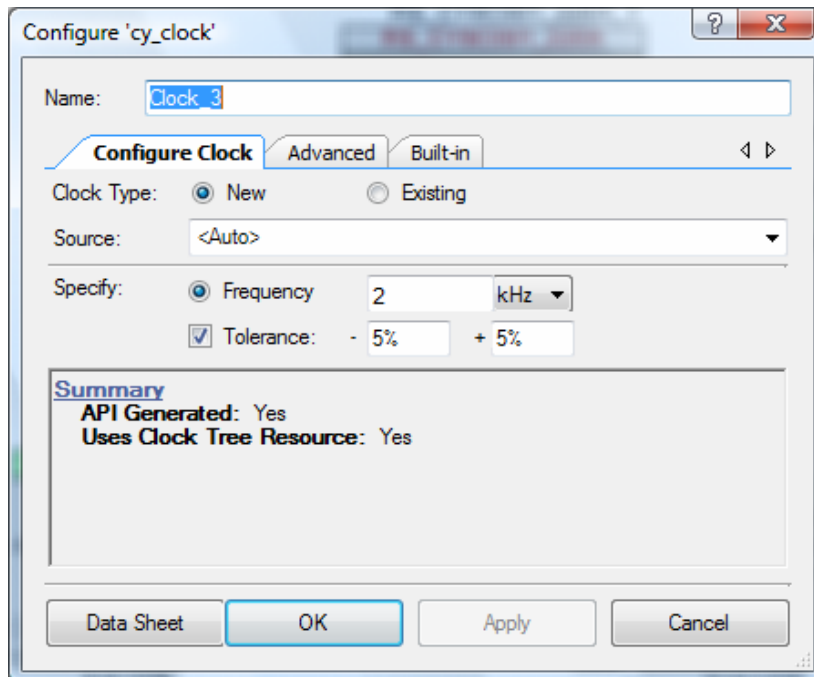 Configure 'cy_clock'
Name: Clock_3
Configure Clock Advanced Built-in
Clock Type: New Existing
Source: <Auto>
Specify: Frequency 2 kHz
Tolerance: - 5% + 5%
Summary
API Generated: Yes
Uses Clock Tree Resource: Yes
Data Sheet OK Apply Cancel